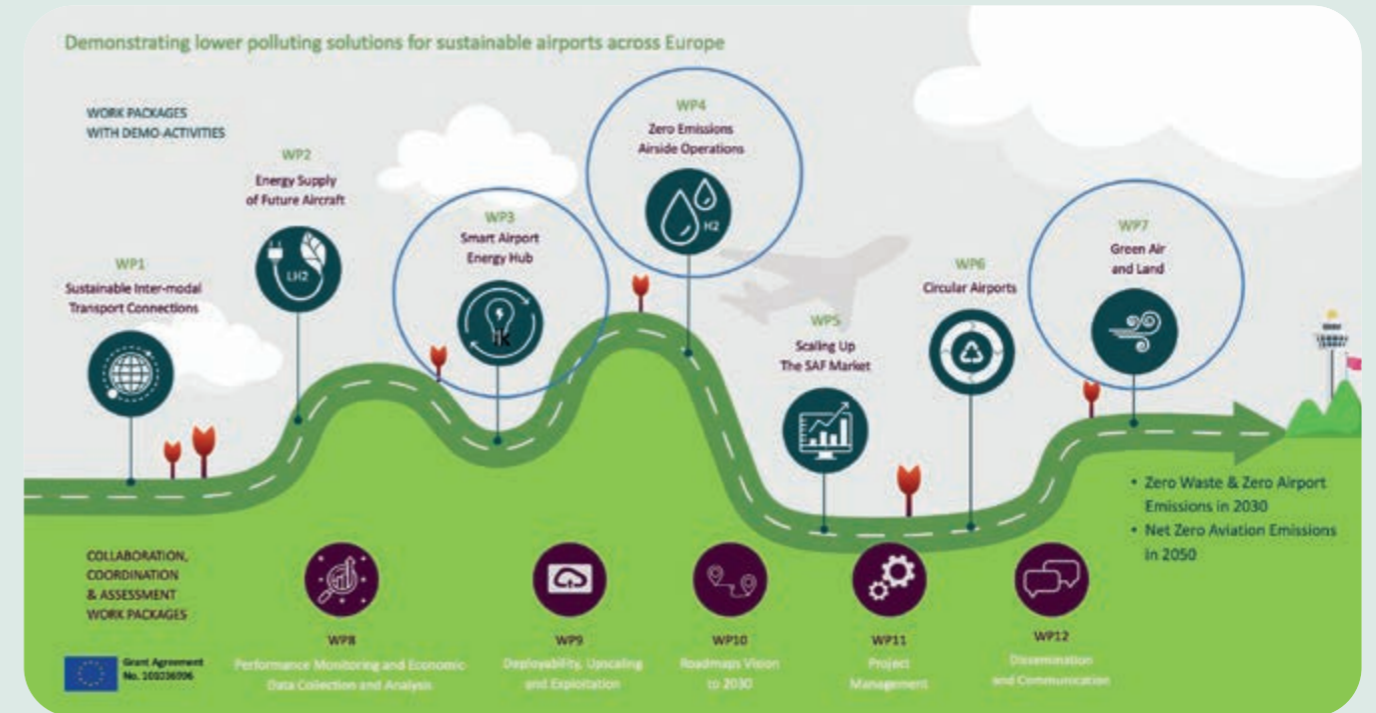 Demonstrating lower polluting solutions for sustainable airports across Europe
WORK PACKAGES
WITH DEMO-ACTIVITIES
WP1
Sustainable Inter-modal
Transport Connections
WP2
Energy Supply
of Future Aircraft
LH2
WP3
Smart Airport
Energy Hub
WP4
Zero Emissions
Airside Operations
H2
WP5
Scaling Up
The SAF Market
WP6
Circular Airports
WP7
Green Air
and Land
• Zero Waste & Zero Airport
Emissions in 2030
• Net Zero Aviation Emissions
in 2050
COLLABORATION,
COORDINATION
& ASSESSMENT
WORK PACKAGES
WP8
Performance Monitoring and Economic
Data Collection and Analysis
WP9
Deployability, Upscaling
and Exploitation
WP10
Roadmaps Vision
to 2030
WP11
Project
Management
WP12
Dissemination
and Communication
Grant Agreement
No.